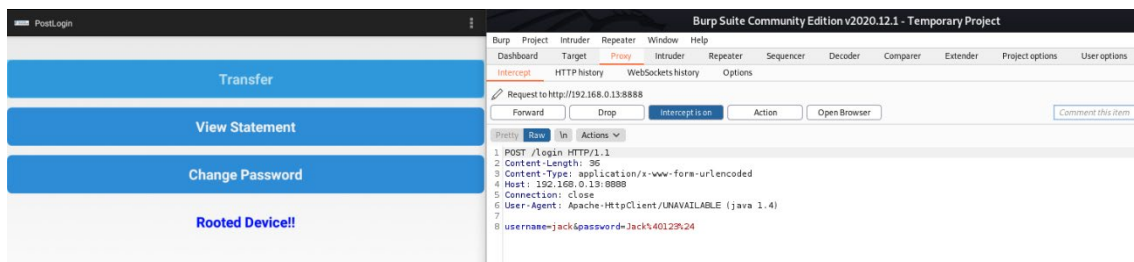 PostLogin
Transfer
View Statement
Change Password
Rooted Device!!
Burp Suite Community Edition v2020.12.1 - Temporary Project
Burp Project Intruder Repeater Window Help
Dashboard Target Proxy Intruder Repeater Sequencer Decoder Comparer Extender Project options User options
Intercept HTTP history WebSockets history Options
Request to http://192.168.0.13:8888
Forward Drop Intercept is on Action Open Browser Comment this item
Pretty Raw \n Actions
1 POST /login HTTP/1.1
2 Content-Length: 36
3 Content-Type: application/x-www-form-urlencoded
4 Host: 192.168.0.13:8888
5 Connection: close
6 User-Agent: Apache-HttpClient/UNAVAILABLE (java 1.4)
7
8 username=jack&password=Jack%40123%24